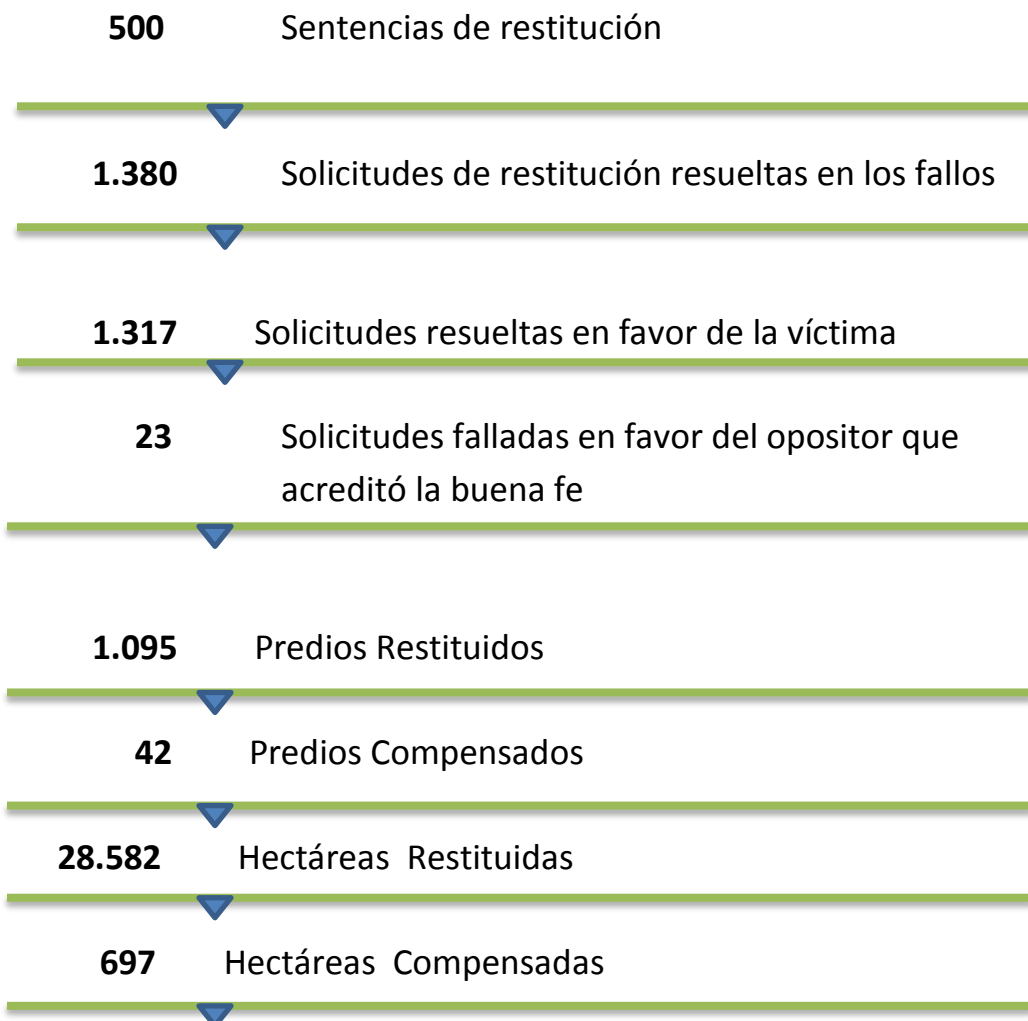 500 Sentencias de restitución
1.380 Solicitudes de restitución resueltas en los fallos
1.317 Solicitudes resueltas en favor de la víctima
23 Solicitudes falladas en favor del opositor que
acreditó la buena fe
1.095 Predios Restituidos
42 Predios Compensados
28.582 Hectáreas Restituidas
697 Hectáreas Compensadas